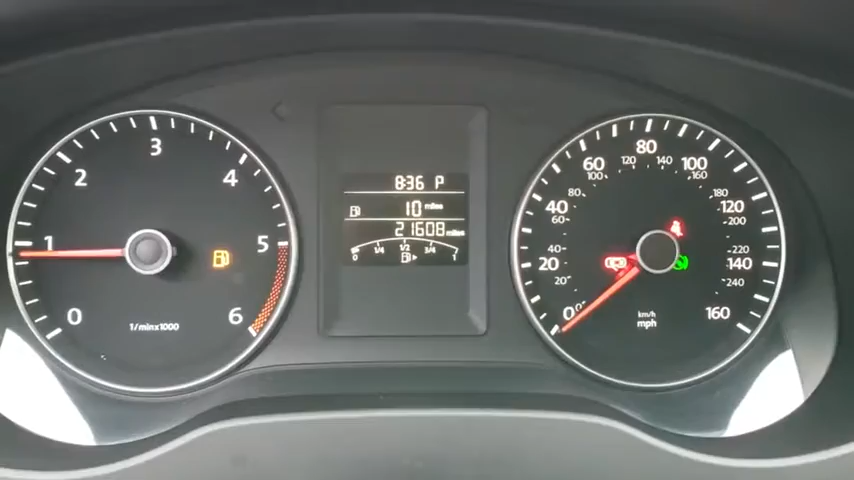 0 1 2 3 4 5 6
1/min x1000
8:36 P
10 miles
21608 miles
0 1/4 1/2 3/4 1
0 20 40 60 80 100 120 140 160
20 40 60 80 100 120 140 160 180 200 220 240
km/h
mph